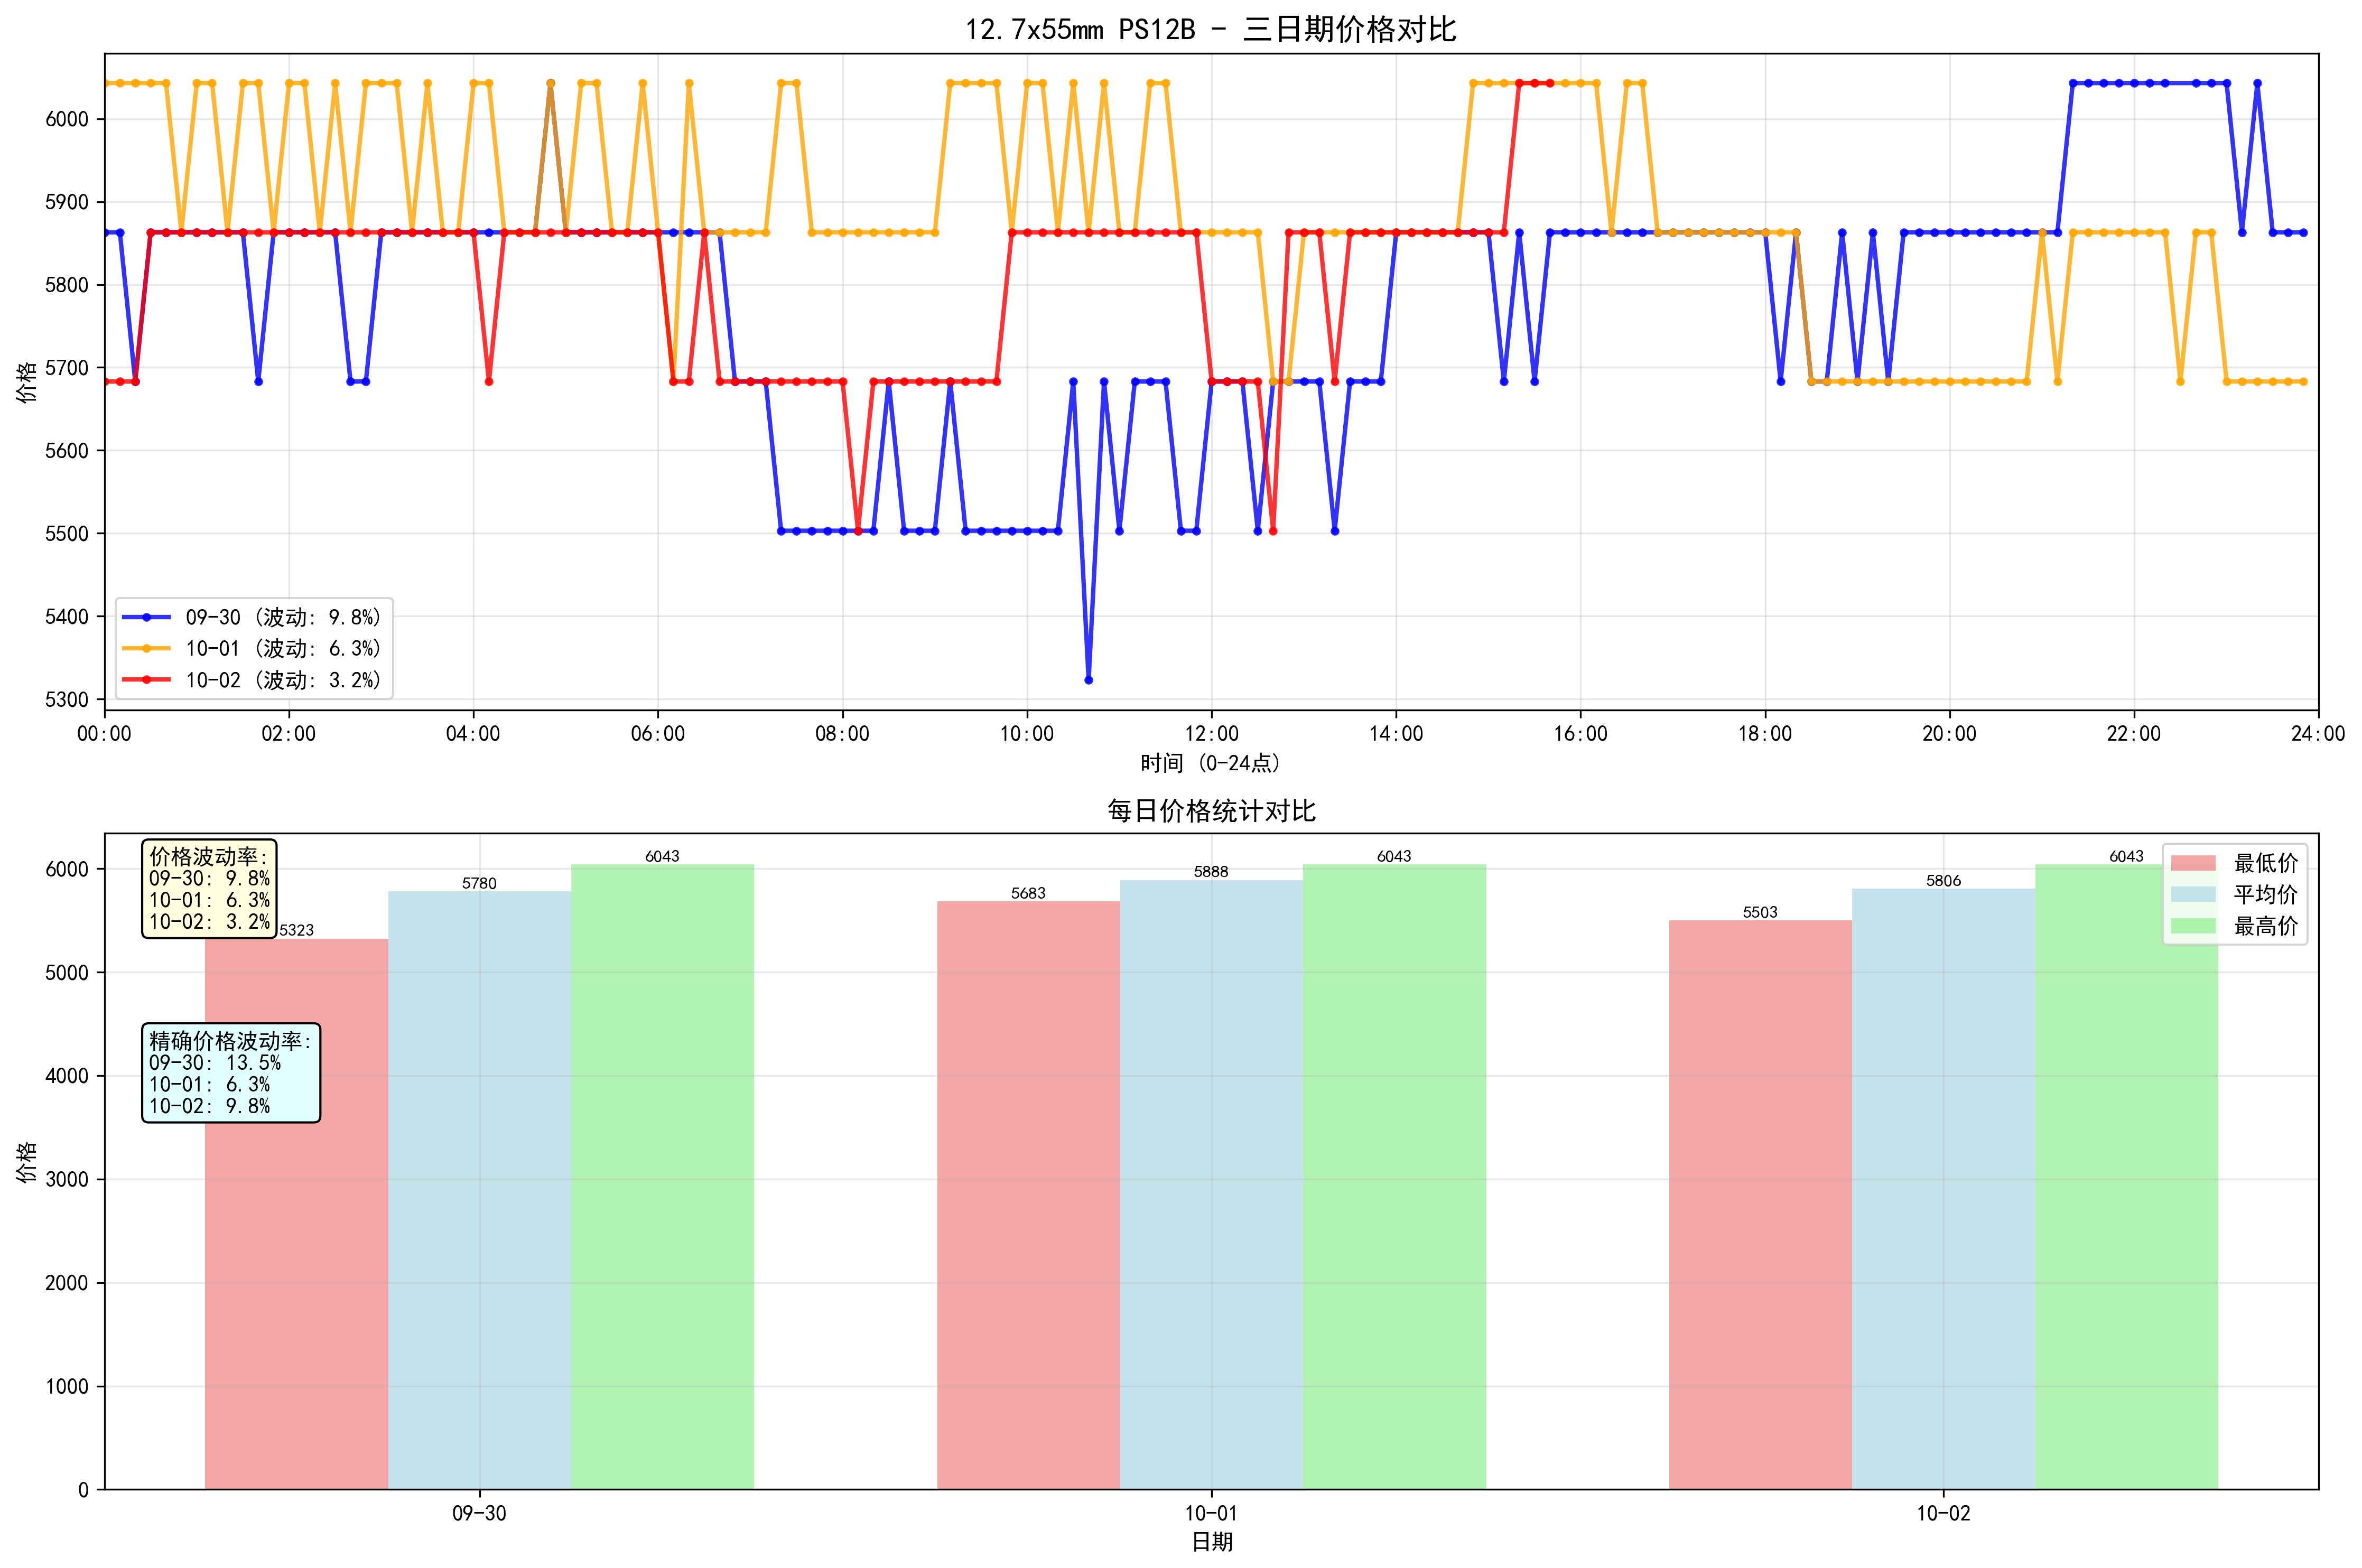 12.7x55mm PS12B - 三日期价格对比
价格
6000
5900
5800
5700
5600
5500
5400
5300
09-30 (波动: 9.8%)
10-01 (波动: 6.3%)
10-02 (波动: 3.2%)
00:00 02:00 04:00 06:00 08:00 10:00 12:00 14:00 16:00 18:00 20:00 22:00 24:00
时间 (0-24点)
每日价格统计对比
价格
6000
5000
4000
3000
2000
1000
0
价格波动率:
09-30: 9.8%
10-01: 6.3%
10-02: 3.2%
精确价格波动率:
09-30: 13.5%
10-01: 6.3%
10-02: 9.8%
5323 5780 6043 5683 5888 6043 5503 5806 6043
最低价
平均价
最高价
09-30 10-01 10-02
日期